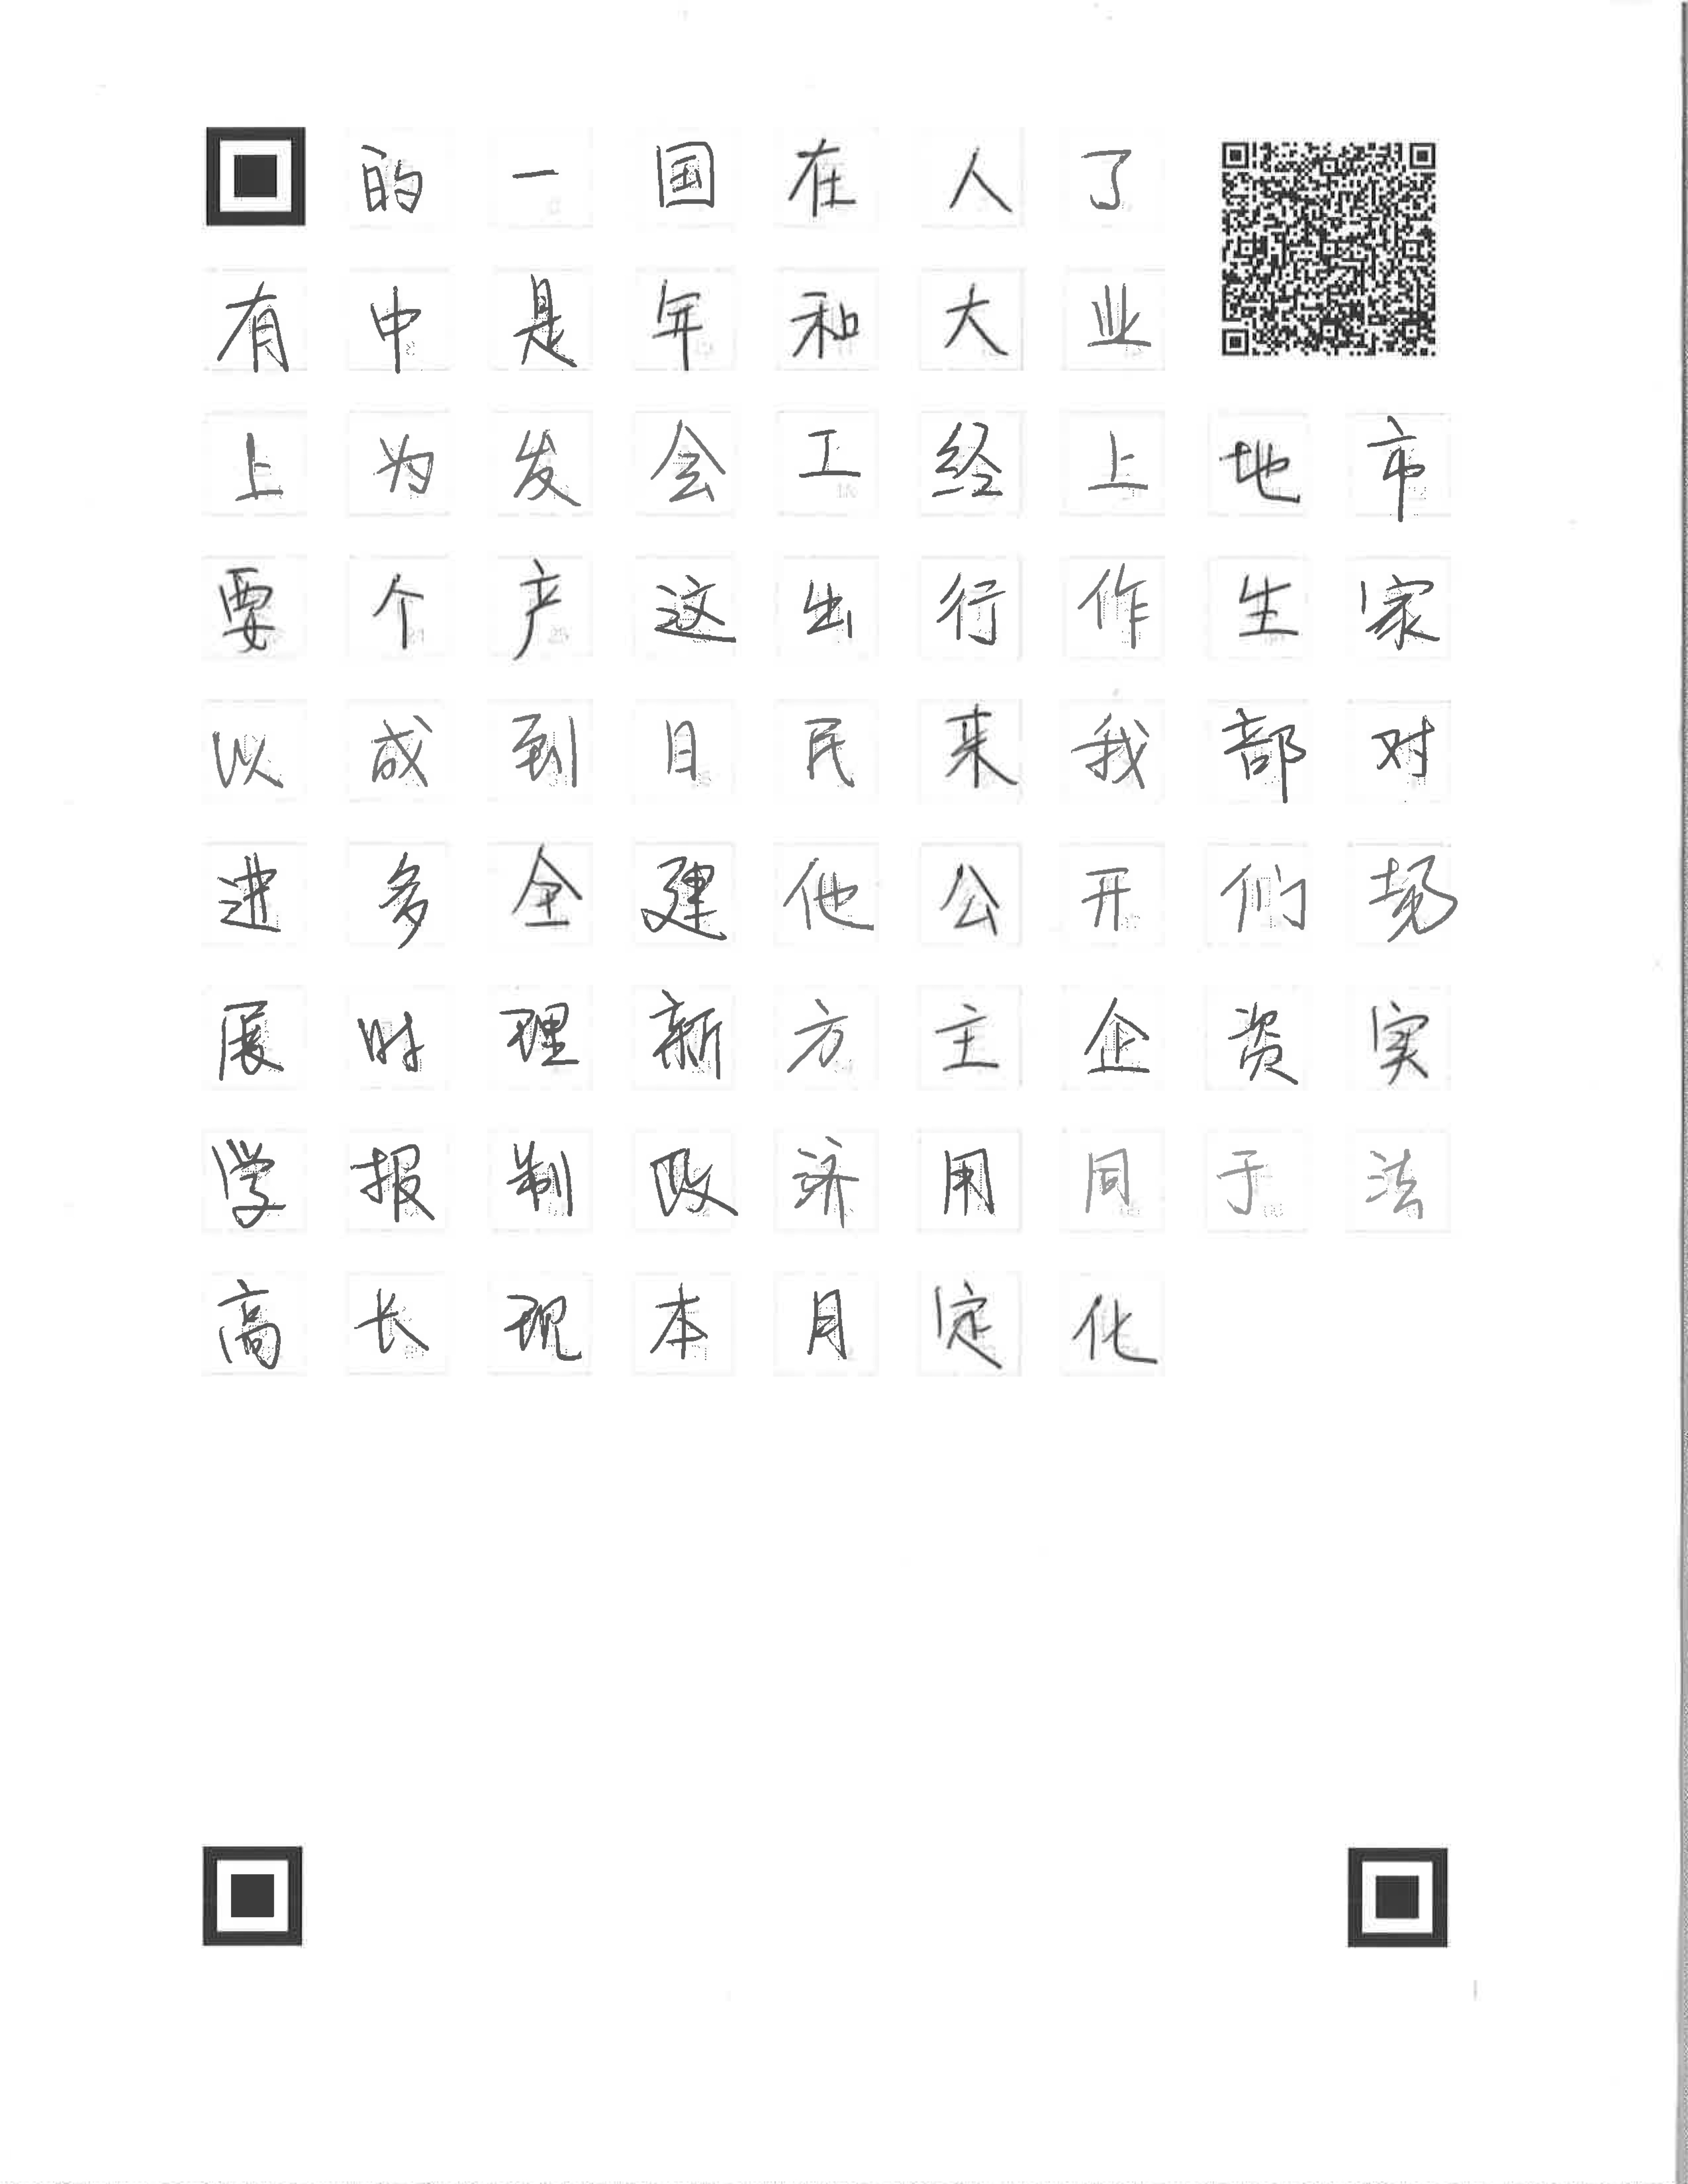 的一国在人了
有中是年和大业
上为发会工经上地市
要个产这出行作生家
以成到日民来我部对
进多全建他公开们场
展时理新方主企资实
学报制政济用同于法
高长现本月定化